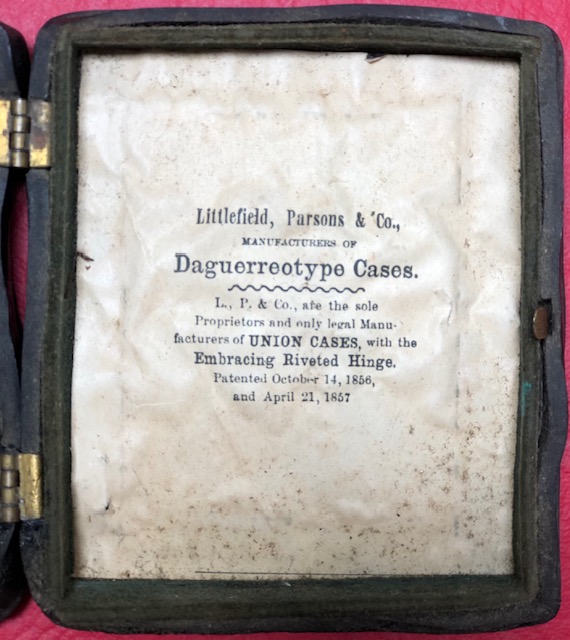 Littlefield, Parsons & Co.,
MANUFACTURERS OF
Daguerreotype Cases.
L., P. & Co., are the sole
Proprietors and only legal Manu-
facturers of UNION CASES, with the
Embracing Riveted Hinge.
Patented October 14, 1856,
and April 21, 1857